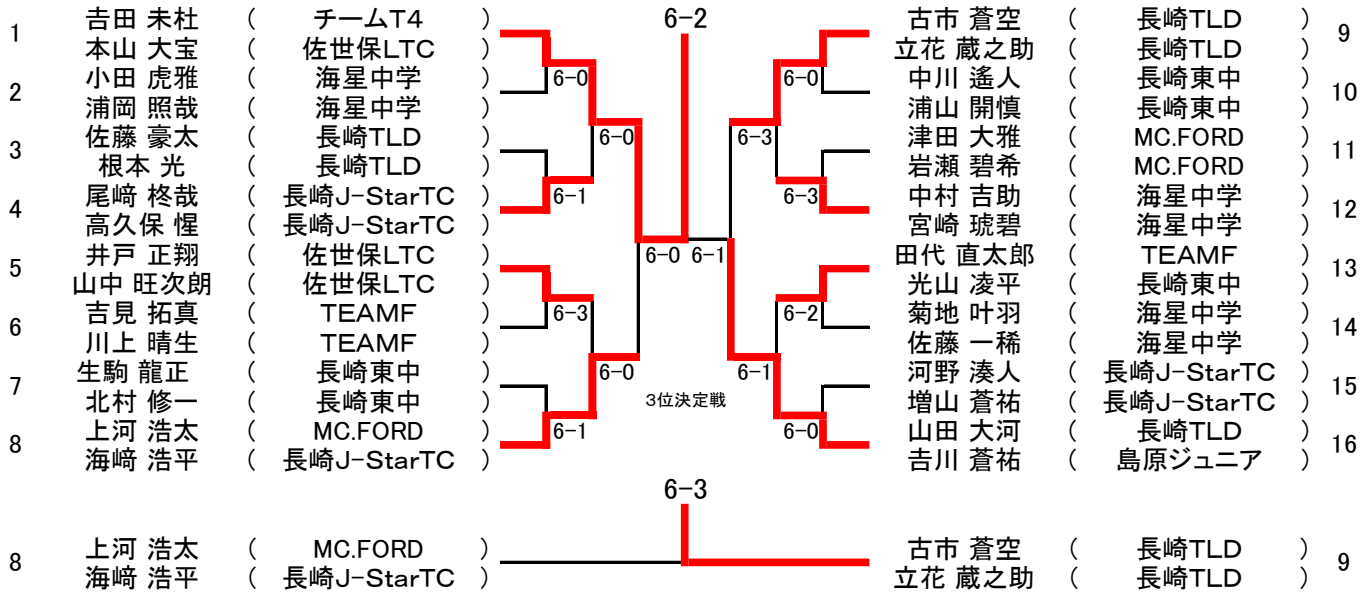 6-2
1 吉田 未杜 ( チームT4 ) 古市 蒼空 ( 長崎TLD ) 9
本山 大宝 ( 佐世保LTC ) 立花 蔵之助 ( 長崎TLD )
2 小田 虎雅 ( 海星中学 ) 6-0 6-0 中川 遙人 ( 長崎東中 ) 10
浦岡 照哉 ( 海星中学 ) 浦山 開慎 ( 長崎東中 )
3 佐藤 豪太 ( 長崎TLD ) 6-0 6-3 津田 大雅 ( MC.FORD ) 11
根本 光 ( 長崎TLD ) 岩瀬 碧希 ( MC.FORD )
4 尾﨑 柊哉 ( 長崎J-StarTC ) 6-1 6-3 中村 吉助 ( 海星中学 ) 12
高久保 惺 ( 長崎J-StarTC ) 宮崎 琥碧 ( 海星中学 )
5 井戸 正翔 ( 佐世保LTC ) 6-0 6-1 田代 直太郎 ( TEAMF ) 13
山中 旺次朗 ( 佐世保LTC ) 光山 凌平 ( 長崎東中 )
6 吉見 拓真 ( TEAMF ) 6-3 6-2 菊地 叶羽 ( 海星中学 ) 14
川上 晴生 ( TEAMF ) 佐藤 一稀 ( 海星中学 )
7 生駒 龍正 ( 長崎東中 ) 6-0 6-1 河野 湊人 ( 長崎J-StarTC ) 15
北村 修一 ( 長崎東中 ) 3位決定戦 増山 蒼祐 ( 長崎J-StarTC )
8 上河 浩太 ( MC.FORD ) 6-1 6-0 山田 大河 ( 長崎TLD ) 16
海﨑 浩平 ( 長崎J-StarTC ) 吉川 蒼祐 ( 島原ジュニア )
6-3
8 上河 浩太 ( MC.FORD ) 古市 蒼空 ( 長崎TLD ) 9
海﨑 浩平 ( 長崎J-StarTC ) 立花 蔵之助 ( 長崎TLD )